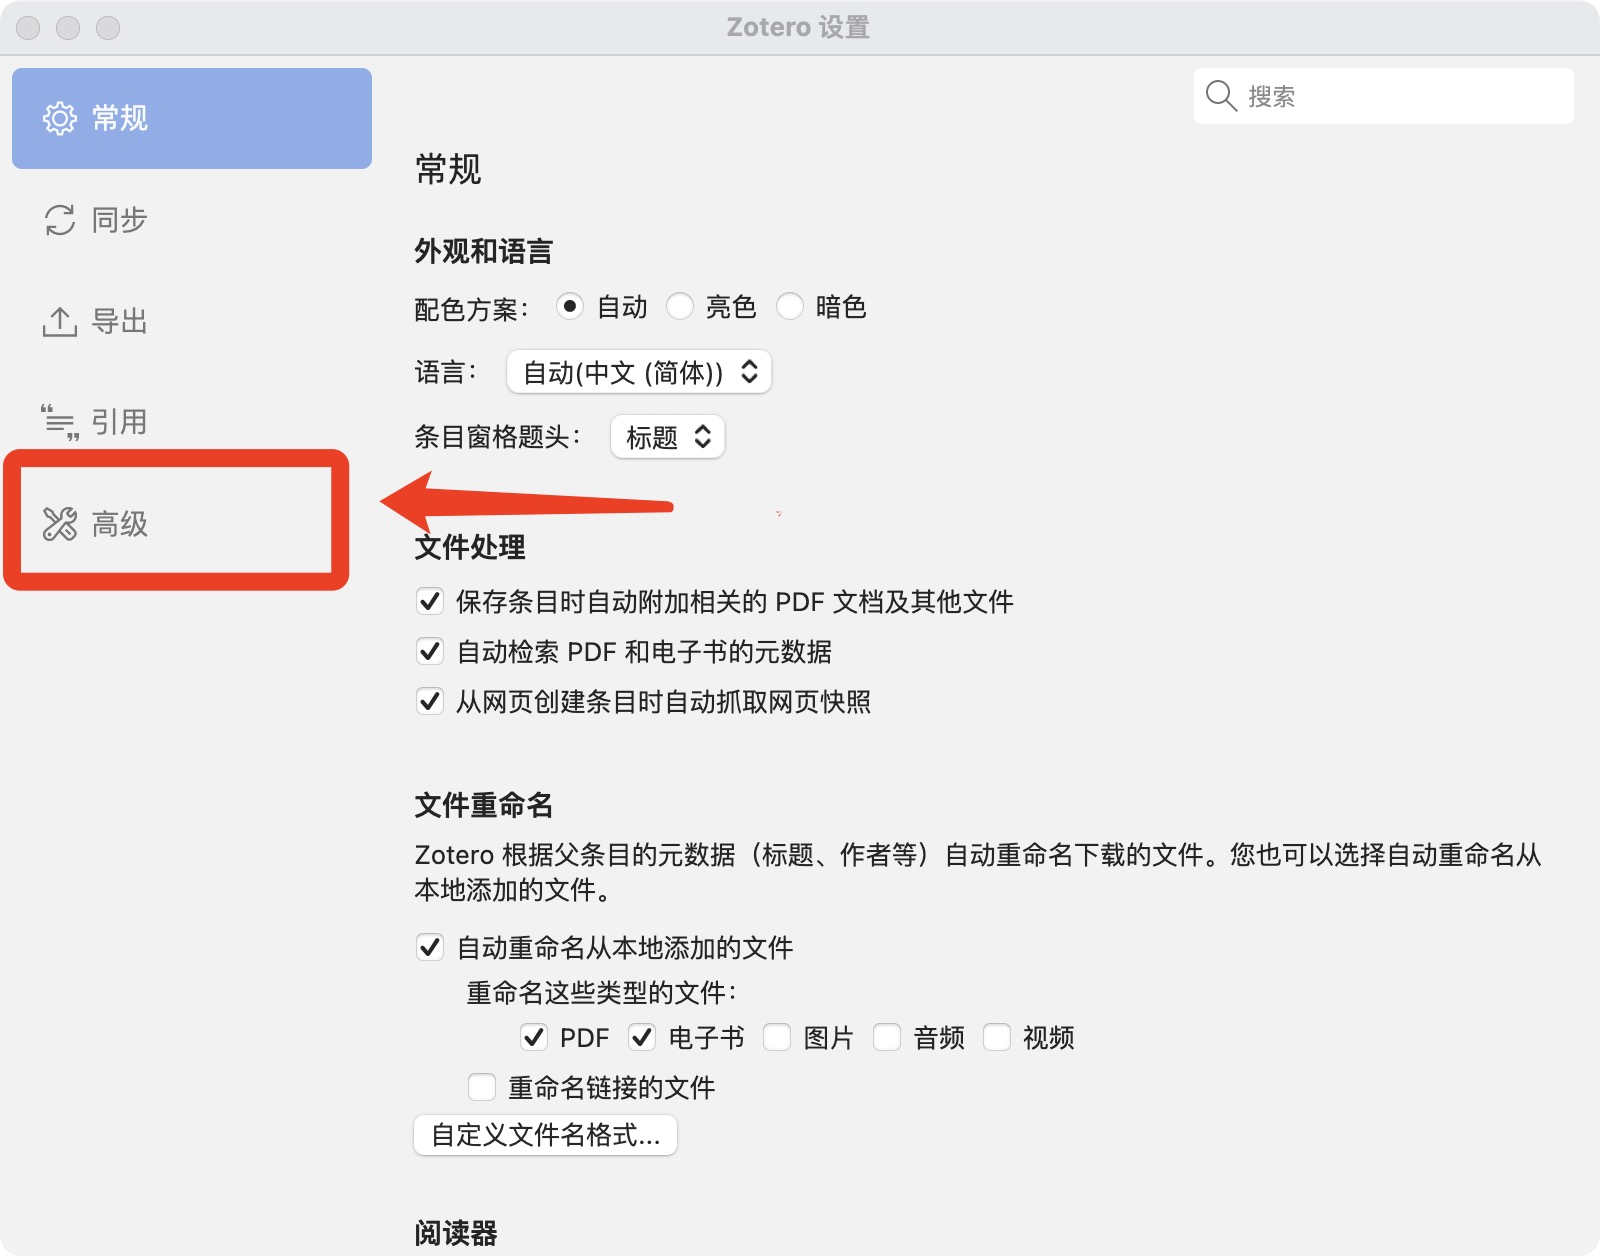 Zotero 设置
常规
同步
导出
引用
高级
搜索
常规
外观和语言
配色方案： 自动 亮色 暗色
语言： 自动(中文 (简体))
条目窗格题头： 标题
文件处理
保存条目时自动附加相关的 PDF 文档及其他文件
自动检索 PDF 和电子书的元数据
从网页创建条目时自动抓取网页快照
文件重命名
Zotero 根据父条目的元数据（标题、作者等）自动重命名下载的文件。您也可以选择自动重命名从
本地添加的文件。
自动重命名从本地添加的文件
重命名这些类型的文件：
PDF 电子书 图片 音频 视频
重命名链接的文件
自定义文件名格式...
阅读器